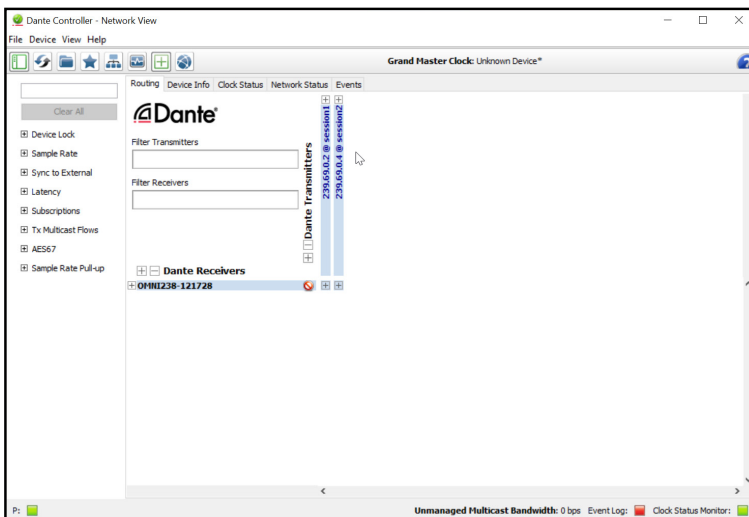 Dante Controller - Network View
File Device View Help
Grand Master Clock: Unknown Device*
?
Routing Device Info Clock Status Network Status Events
Clear All
Device Lock
Sample Rate
Sync to External
Latency
Subscriptions
Tx Multicast Flows
AES67
Sample Rate Pull-up
Dante®
Filter Transmitters
Filter Receivers
Dante Transmitters
239.69.0.2 @ session1
239.69.0.4 @ session2
Dante Receivers
OMNI238-121728
P:
Unmanaged Multicast Bandwidth: 0 bps Event Log: Clock Status Monitor: